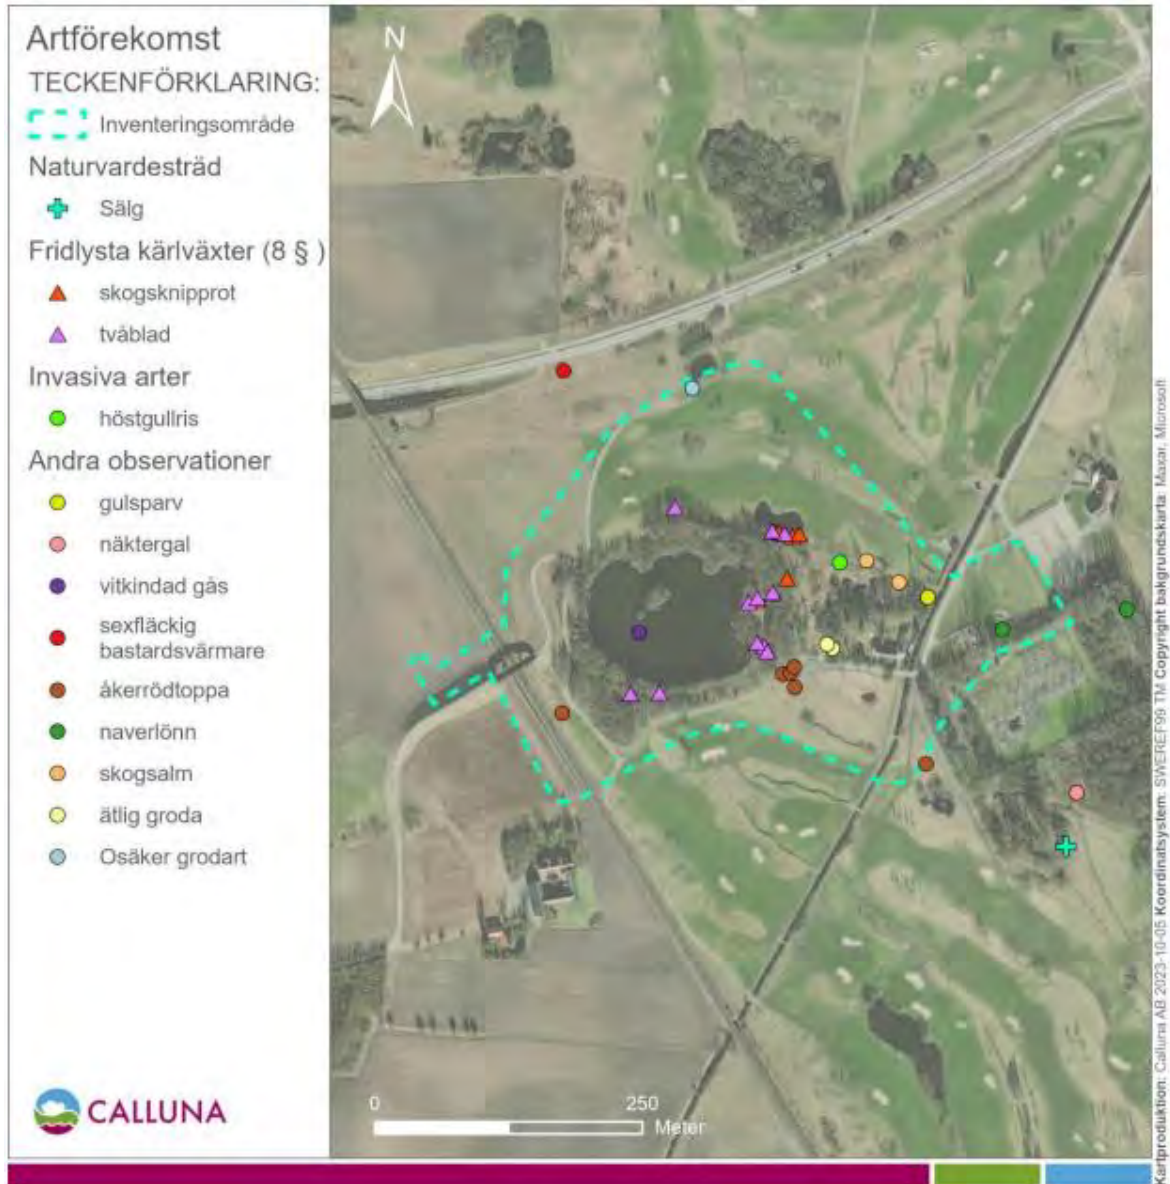 Artförekomst
TECKENFÖRKLARING:
Inventeringsområde
Naturvardesträd
Sälg
Fridlysta kärlväxter (8 § )
skogsknipprot
tvåblad
Invasiva arter
höstgullris
Andra observationer
gulsparv
näktergal
vitkindad gås
sexfläckig
bastardsvärmare
åkerrödtoppa
naverlönn
skogsalm
ätlig groda
Osäker grodart
CALLUNA
N
0 250
Meter
Kartproduktion: Calluna AB 2023-10-05 Koordinatsystem: SWEREF99 TM Copyright bakgrundskarta: Maxar, Microsoft